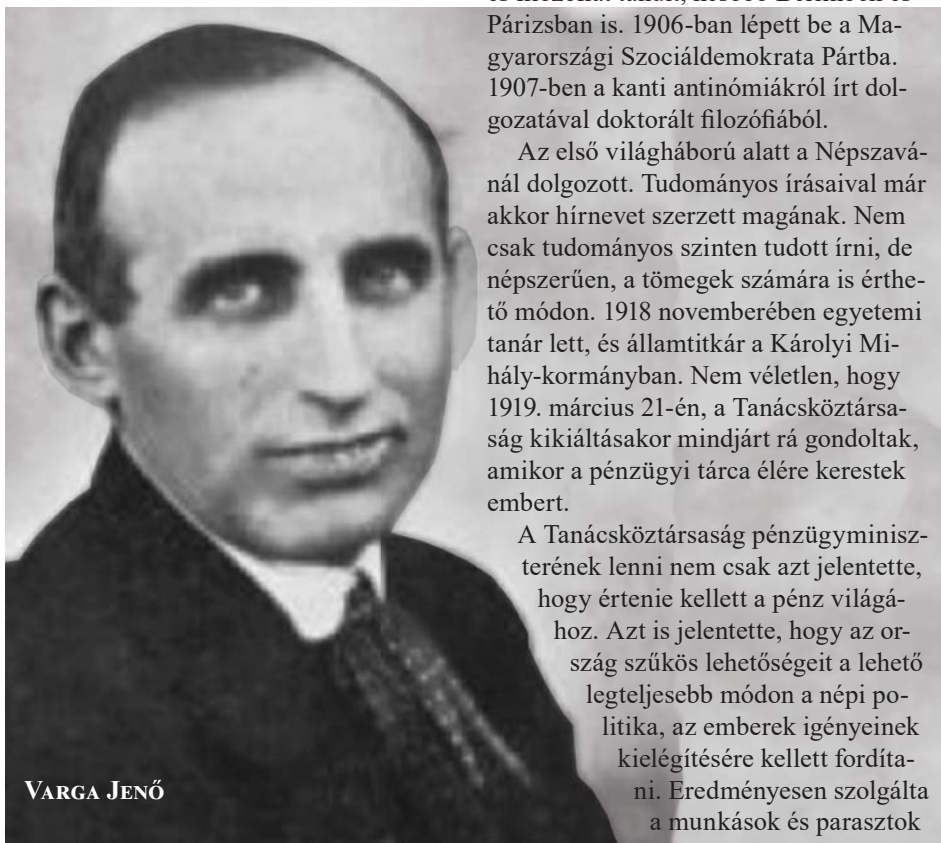 Párizsban is. 1906-ban lépett be a Ma-
gyarországi Szociáldemokrata Pártba.
1907-ben a kanti antinómiákról írt dol-
gozatával doktorált filozófiából.
Az első világháború alatt a Népszavá-
nál dolgozott. Tudományos írásaival már
akkor hírnevet szerzett magának. Nem
csak tudományos szinten tudott írni, de
népszerűen, a tömegek számára is érthe-
tő módon. 1918 novemberében egyetemi
tanár lett, és államtitkár a Károlyi Mi-
hály-kormányban. Nem véletlen, hogy
1919. március 21-én, a Tanácsköztársa-
ság kikiáltásakor mindjárt rá gondoltak,
amikor a pénzügyi tárca élére kerestek
embert.
A Tanácsköztársaság pénzügyminisz-
terének lenni nem csak azt jelentette,
hogy értenie kellett a pénz világá-
hoz. Azt is jelentette, hogy az or-
szág szűkös lehetőségeit a lehető
legteljesebb módon a népi po-
litika, az emberek igényeinek
kielégítésére kellett fordíta-
ni. Eredményesen szolgálta
a munkások és parasztok
VARGA JENŐ